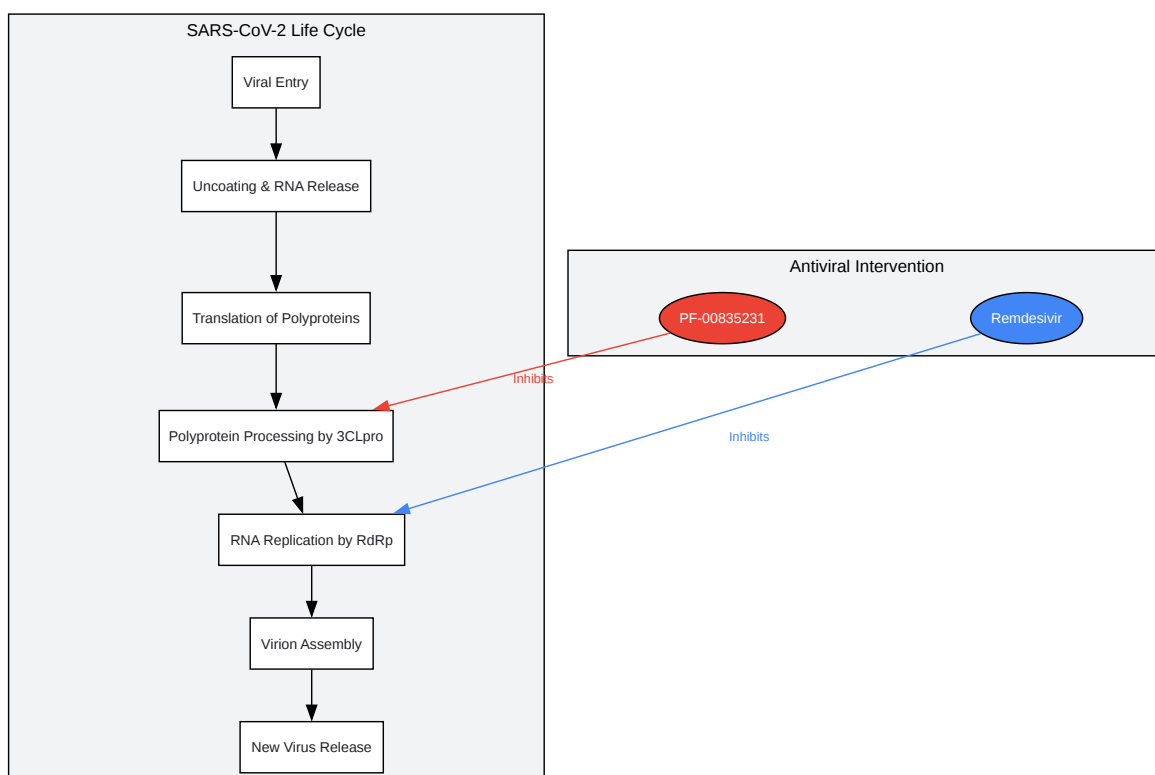 SARS-CoV-2 Life Cycle
Viral Entry
Uncoating & RNA Release
Translation of Polyproteins
Polyprotein Processing by 3CLpro
RNA Replication by RdRp
Virion Assembly
New Virus Release
Antiviral Intervention
PF-00835231
Remdesivir
Inhibits
Inhibits